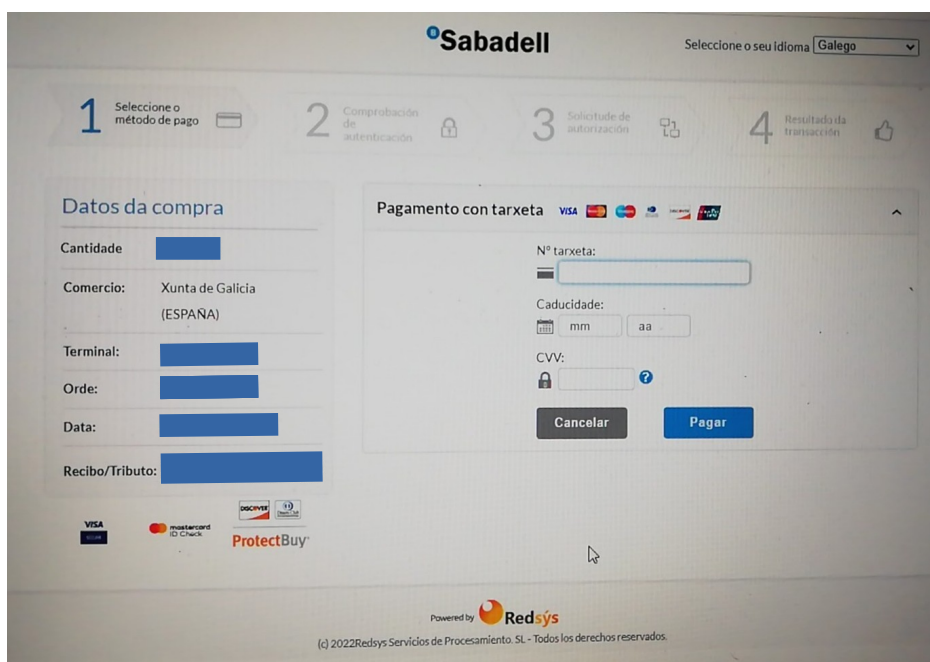 Sabadell
Seleccione o seu idioma Galego
1 Seleccione o
método de pago
2 Comprobación
de
autenticación
3 Solicitude de
autorización
4 Resultado da
transacción
Datos da compra
Cantidade
Comercio: Xunta de Galicia
(ESPAÑA)
Terminal:
Orde:
Data:
Recibo/Tributo:
Pagamento con tarxeta VISA
Nº tarxeta:
Caducidade:
mm aa
CVV:
?
Cancelar Pagar
VISA
mastercard
ID Check
DISCOVER
ProtectBuy
Powered by Redsýs
(c) 2022Redsys Servicios de Procesamiento. SL - Todos los derechos reservados.